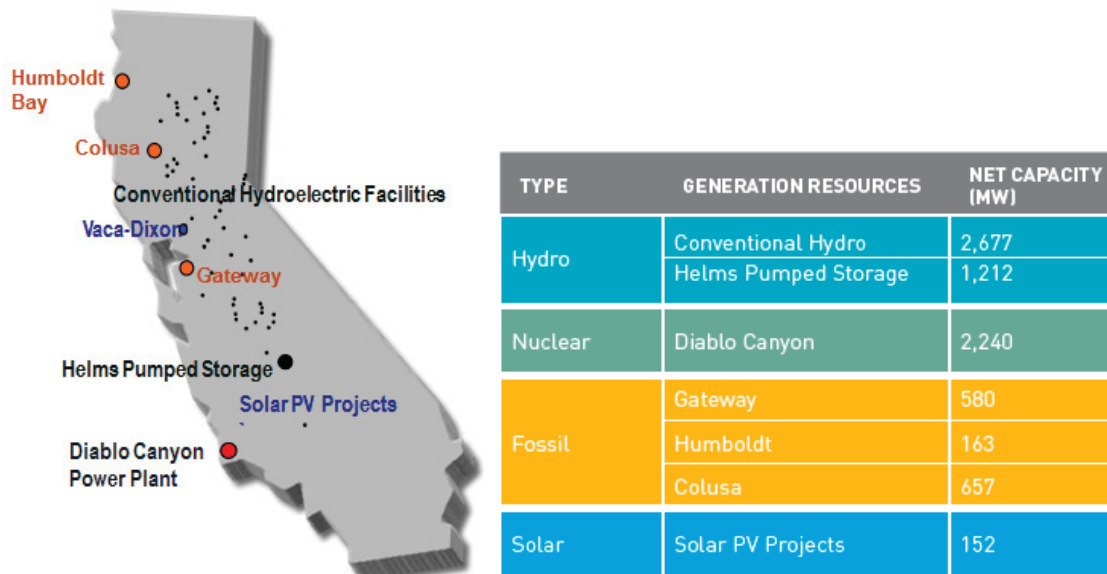 Humboldt
Bay
Colusa
Conventional Hydroelectric Facilities
Vaca-Dixon
Gateway
Helms Pumped Storage
Solar PV Projects
Diablo Canyon
Power Plant
TYPE GENERATION RESOURCES NET CAPACITY
(MW)
Hydro
Conventional Hydro 2,677
Helms Pumped Storage 1,212
Nuclear Diablo Canyon 2,240
Fossil
Gateway 580
Humboldt 163
Colusa 657
Solar Solar PV Projects 152